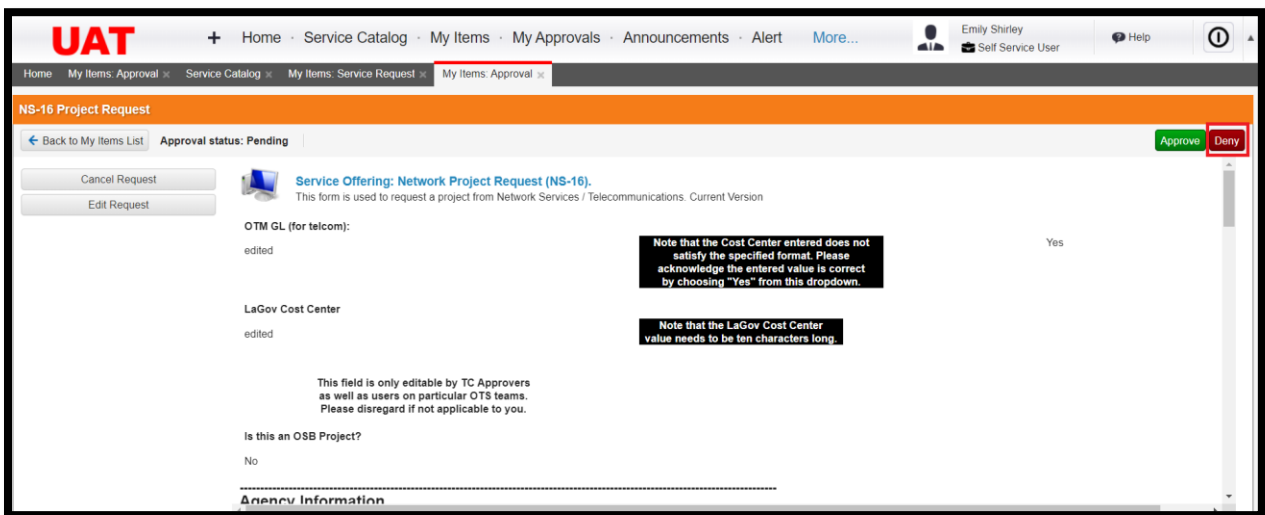 UAT + Home · Service Catalog · My Items · My Approvals · Announcements · Alert More... Emily Shirley Help
Self Service User
Home My Items: Approval × Service Catalog × My Items: Service Request × My Items: Approval ×
NS-16 Project Request
Back to My Items List Approval status: Pending Approve Deny
Cancel Request
Edit Request
Service Offering: Network Project Request (NS-16).
This form is used to request a project from Network Services / Telecommunications. Current Version
OTM GL (for telcom):
edited
Note that the Cost Center entered does not
satisfy the specified format. Please
acknowledge the entered value is correct
by choosing "Yes" from this dropdown.
Yes
LaGov Cost Center
edited
Note that the LaGov Cost Center
value needs to be ten characters long.
This field is only editable by TC Approvers
as well as users on particular OTS teams.
Please disregard if not applicable to you.
Is this an OSB Project?
No
Agency Information